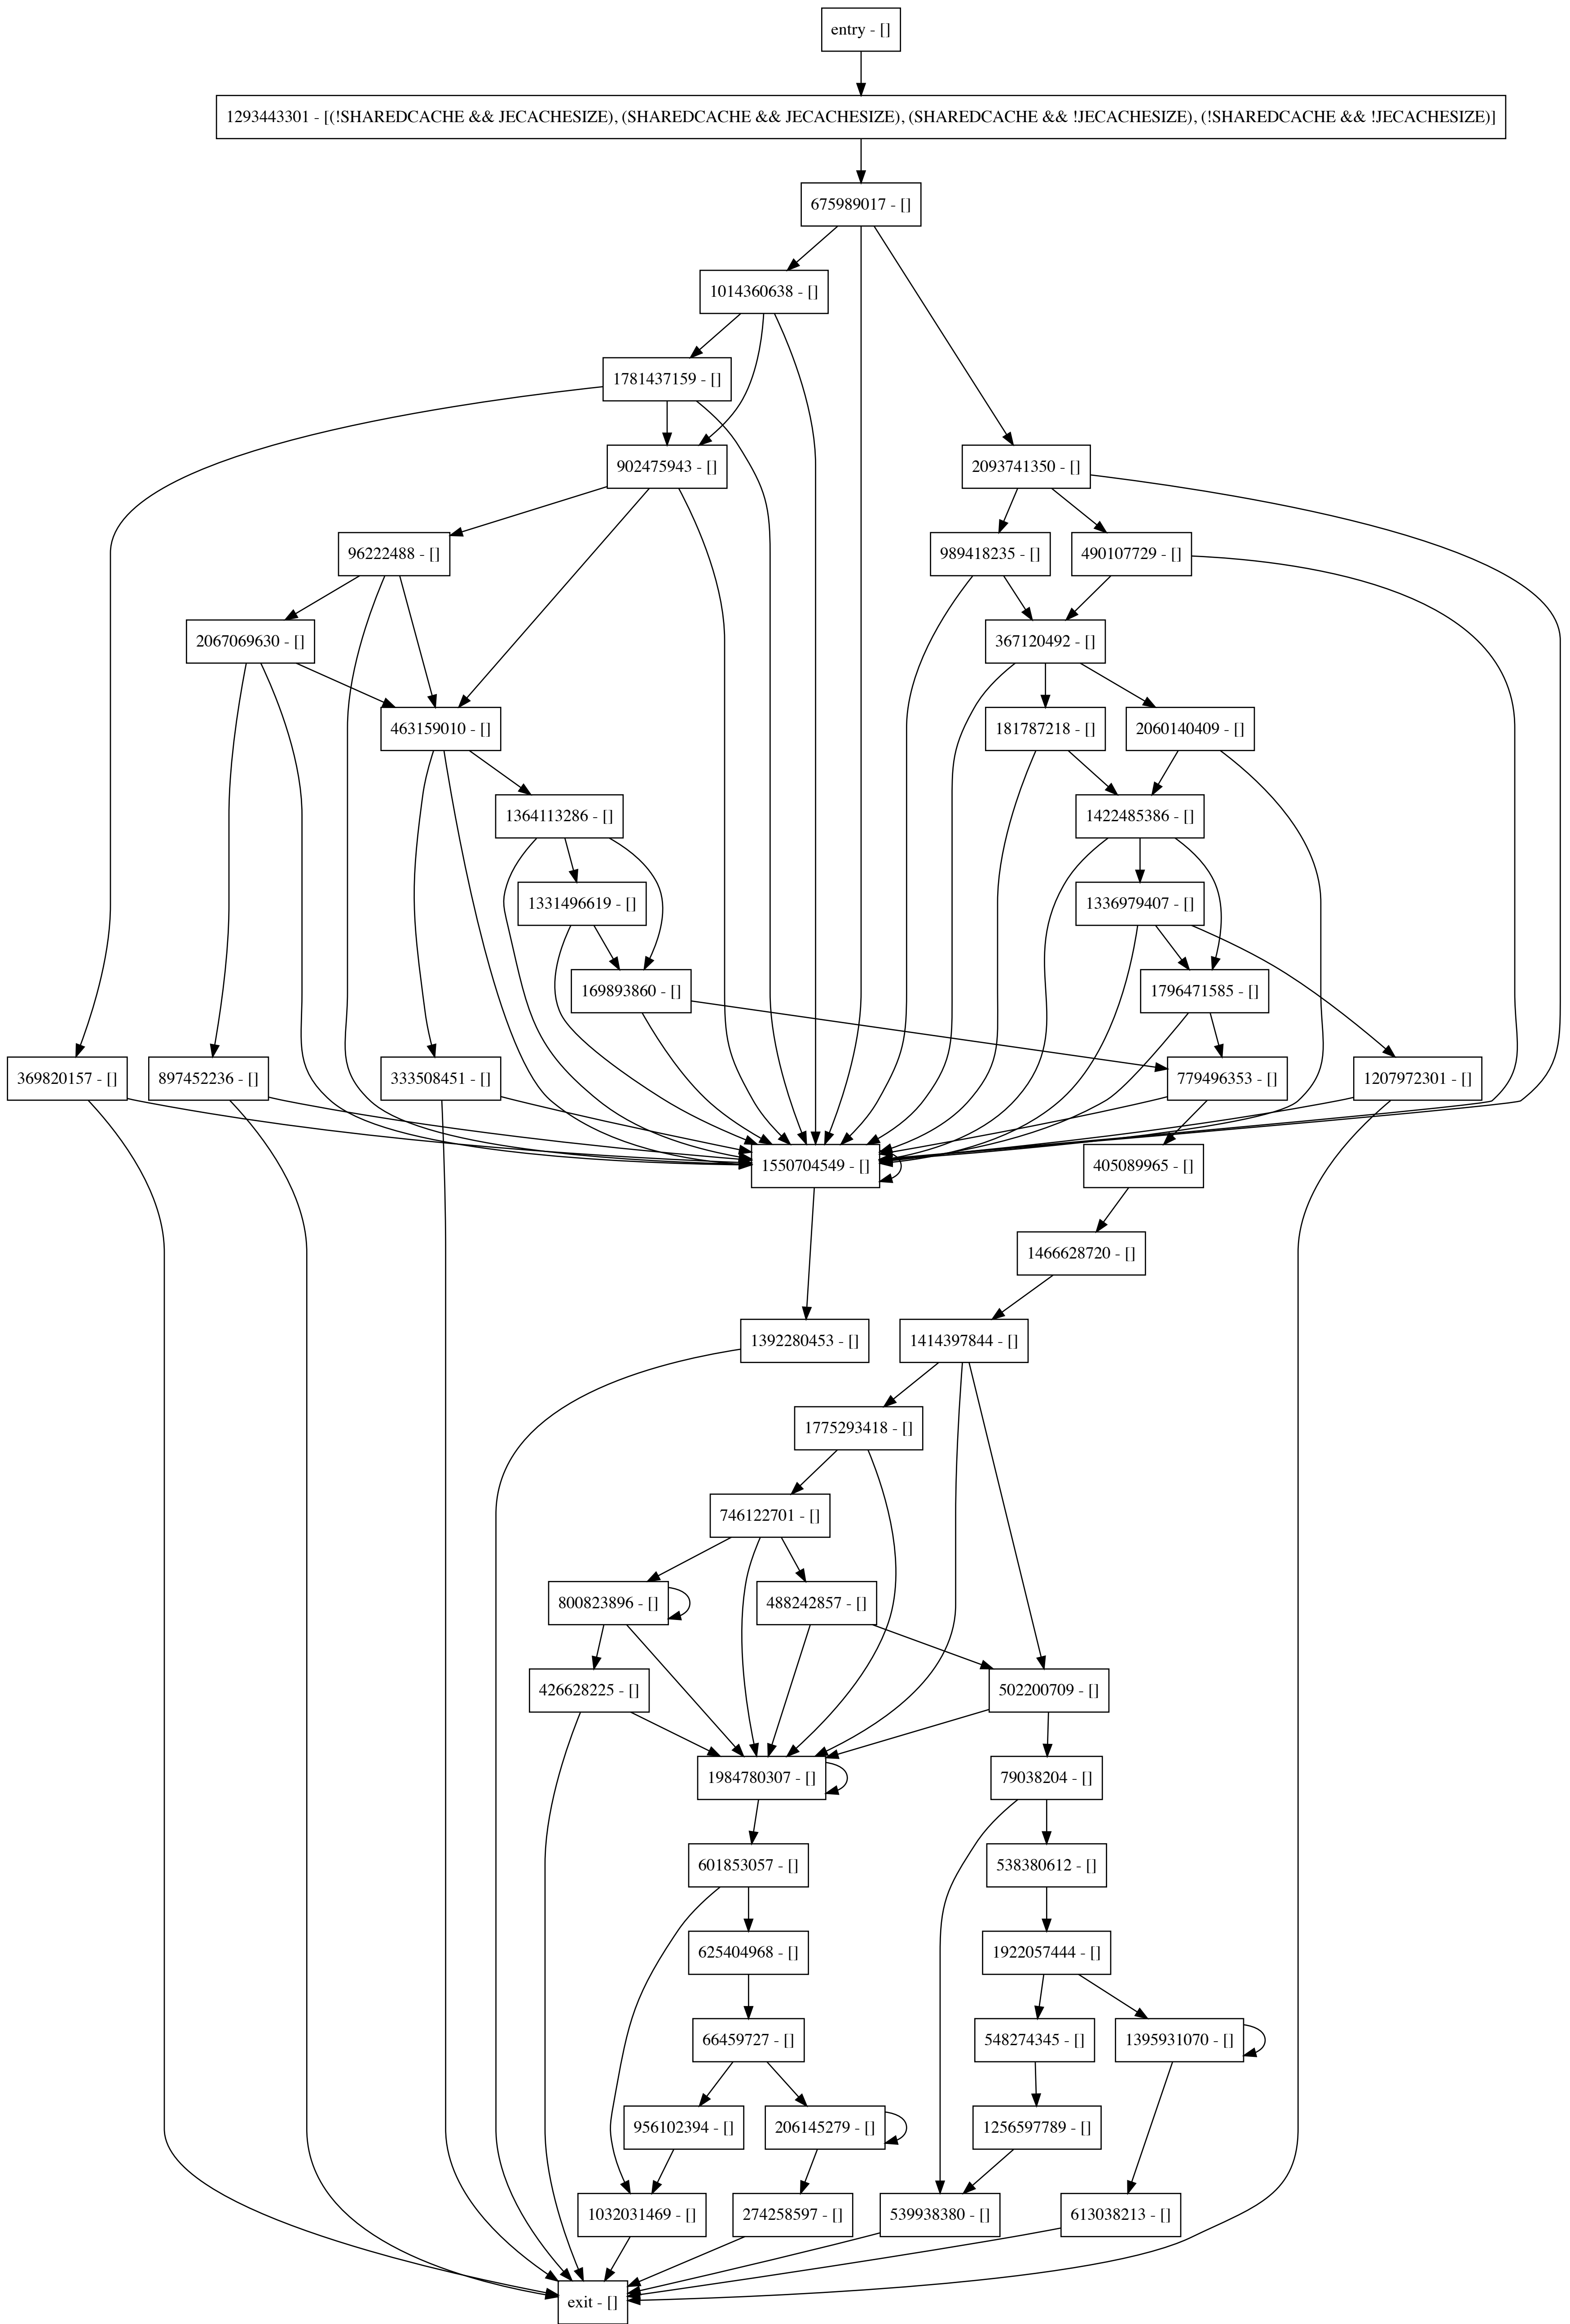 entry - []
1293443301 - [(!SHAREDCACHE && JECACHESIZE), (SHAREDCACHE && JECACHESIZE), (SHAREDCACHE && !JECACHESIZE), (!SHAREDCACHE && !JECACHESIZE)]
675989017 - []
1014360638 - []
1781437159 - []
902475943 - []
2093741350 - []
96222488 - []
989418235 - []
490107729 - []
2067069630 - []
367120492 - []
463159010 - []
181787218 - []
2060140409 - []
1364113286 - []
1422485386 - []
1331496619 - []
1336979407 - []
169893860 - []
1796471585 - []
369820157 - []
897452236 - []
333508451 - []
779496353 - []
1207972301 - []
1550704549 - []
405089965 - []
1466628720 - []
1392280453 - []
1414397844 - []
1775293418 - []
746122701 - []
800823896 - []
488242857 - []
426628225 - []
502200709 - []
1984780307 - []
79038204 - []
601853057 - []
538380612 - []
625404968 - []
1922057444 - []
66459727 - []
548274345 - []
1395931070 - []
956102394 - []
206145279 - []
1256597789 - []
1032031469 - []
274258597 - []
539938380 - []
613038213 - []
exit - []